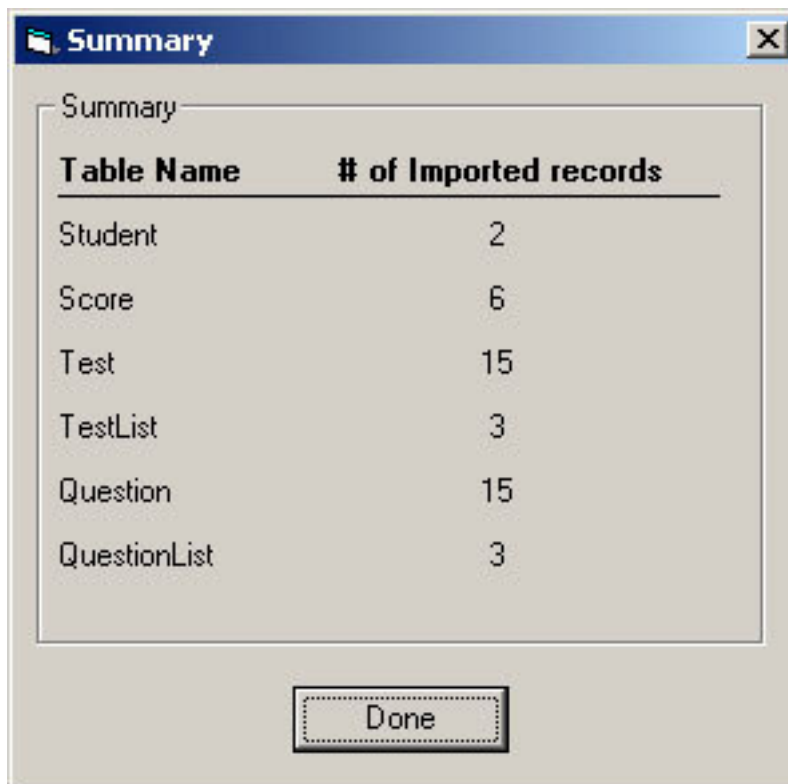 Summary
Summary
Table Name # of Imported records
Student 2
Score 6
Test 15
TestList 3
Question 15
QuestionList 3
Done